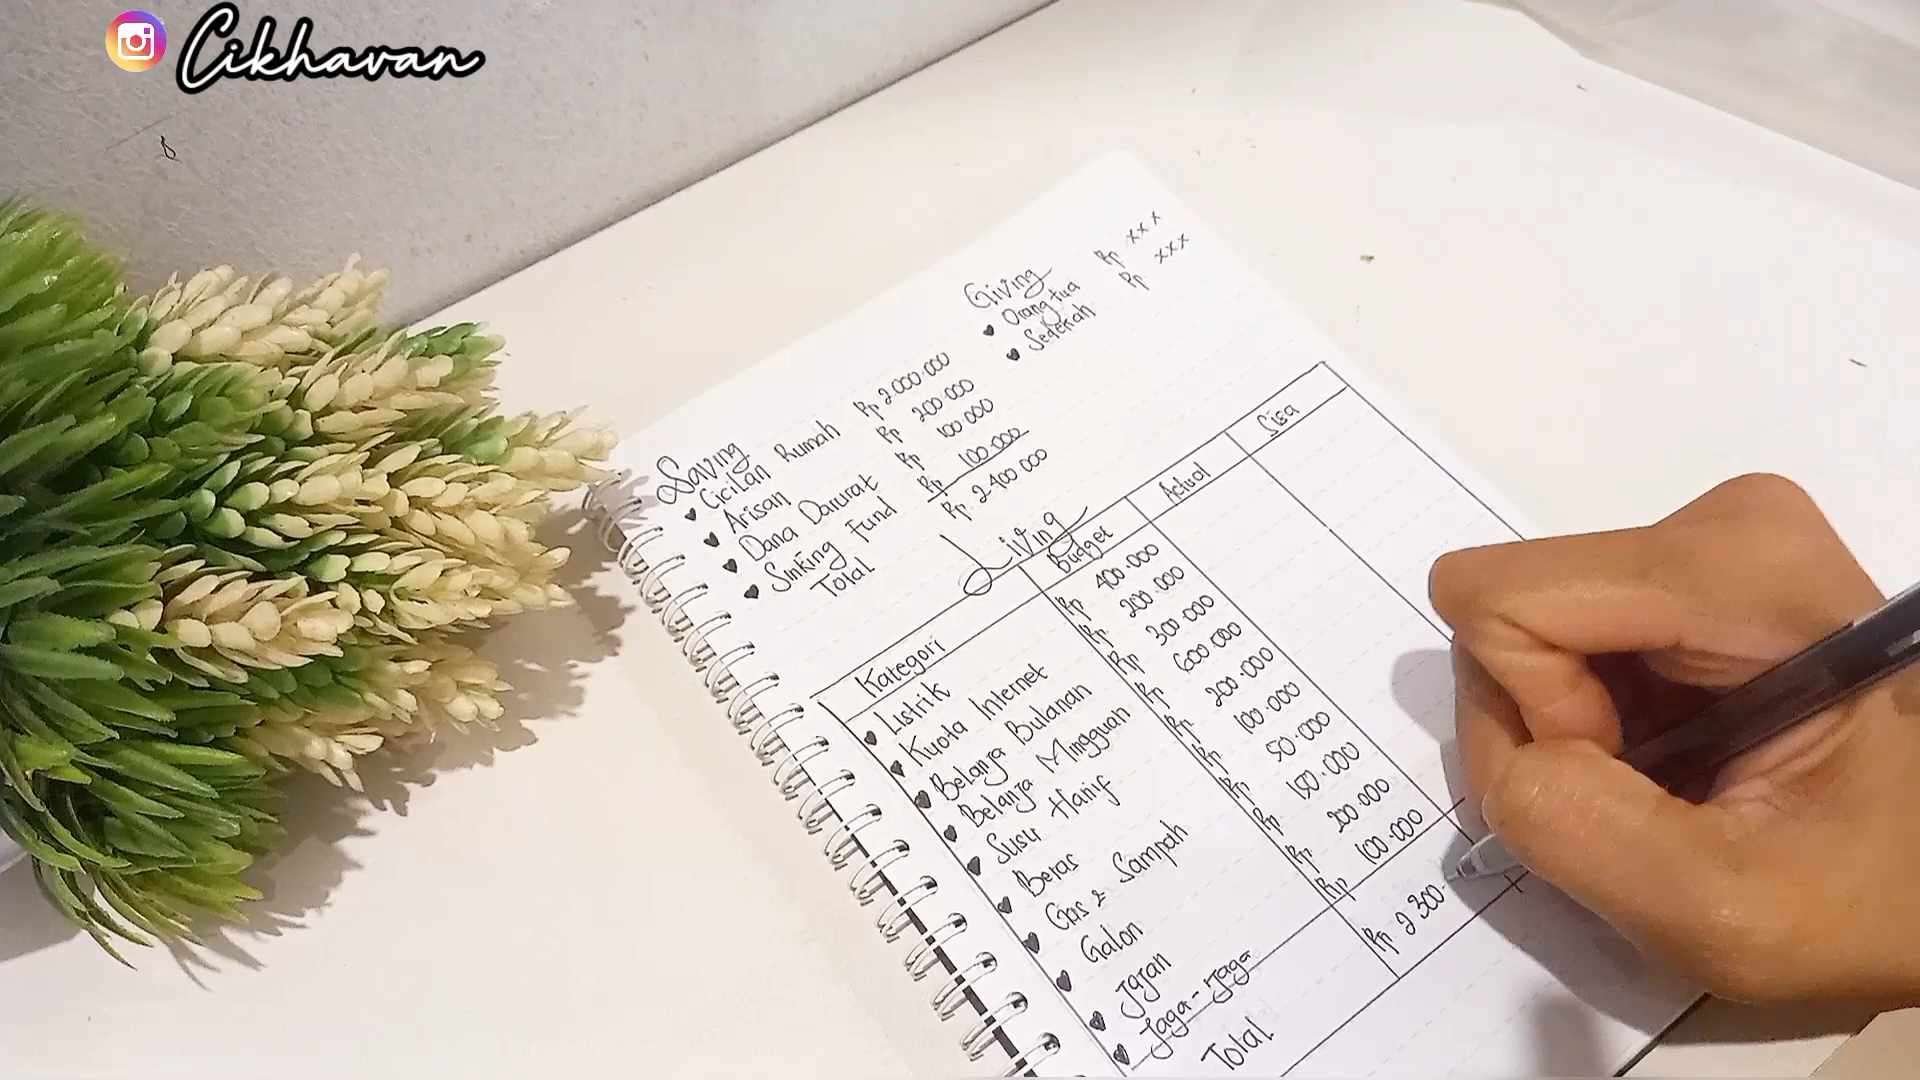 Cikhavan
Giving
Orang tua Rp xxx
Sedekah Rp xxx
Saving
Cicilan Rumah Rp 2.000.000
Arisan Rp 200.000
Dana Darurat Rp 100.000
Sinking Fund Rp 100.000
Total Rp 2.400.000
Living
Kategori Budget Actual Sisa
Listrik Rp 400.000
Kuota Internet Rp 200.000
Belanja Bulanan Rp 300.000
Belanja Mingguan Rp 600.000
Susu Hanif Rp 200.000
Beras Rp 100.000
Gas & Sampah Rp 50.000
Galon Rp 150.000
Jajan Rp 200.000
Jaga-Jaga Rp 100.000
Total Rp 2 300.